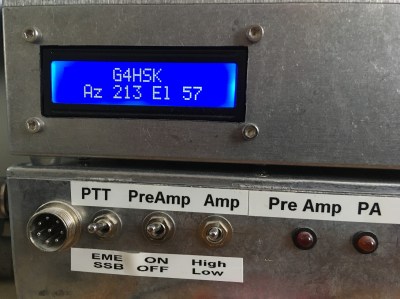 G4HSK
Az 213 El 57
PTT PreAmp Amp Pre Amp PA
EME ON High
SSB OFF Low